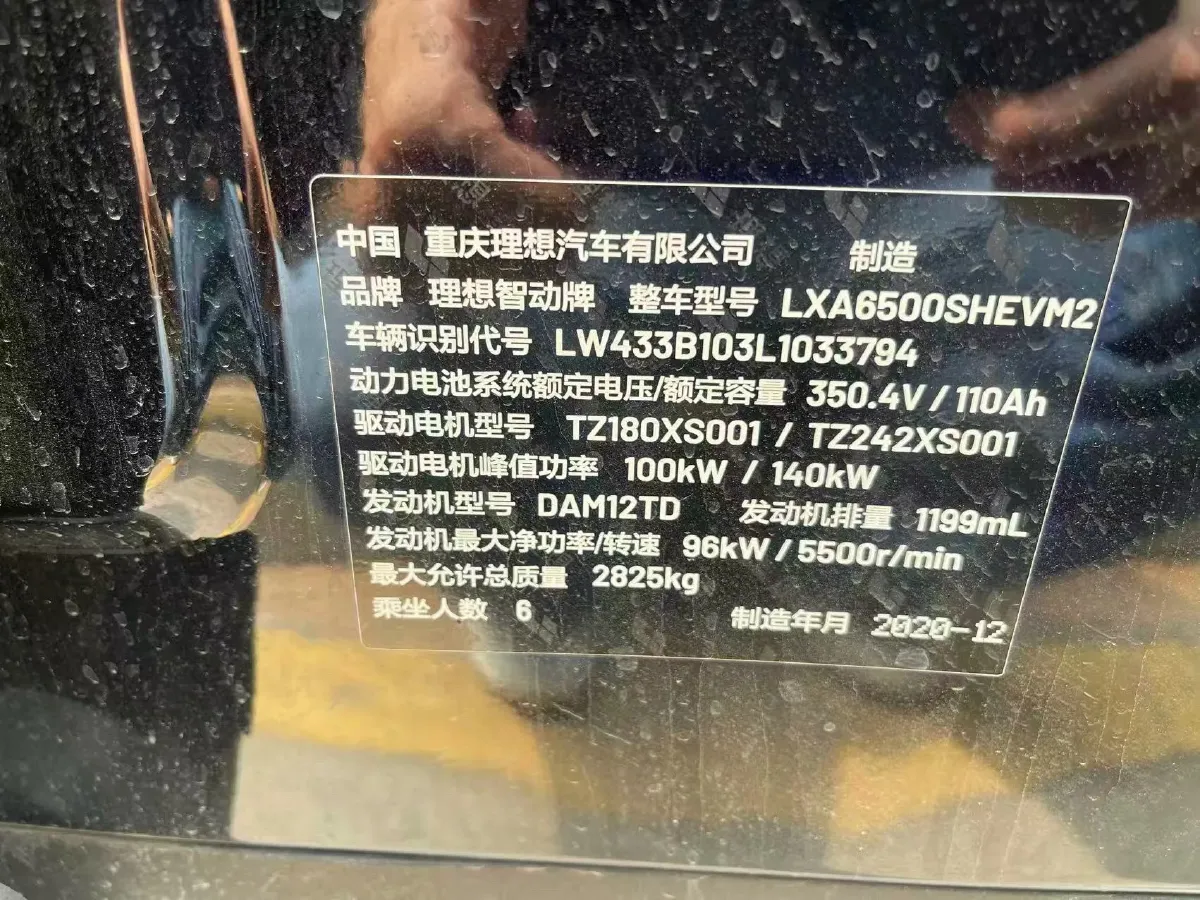 中国 重庆理想汽车有限公司 制造
品牌 理想智动牌 整车型号 LXA6500SHEVM2
车辆识别代号 LW433B103L1033794
动力电池系统额定电压/额定容量 350.4V / 110Ah
驱动电机型号 TZ180XS001 / TZ242XS001
驱动电机峰值功率 100kW / 140kW
发动机型号 DAM12TD 发动机排量 1199mL
发动机最大净功率/转速 96kW / 5500r/min
最大允许总质量 2825kg
乘坐人数 6 制造年月 2020-12